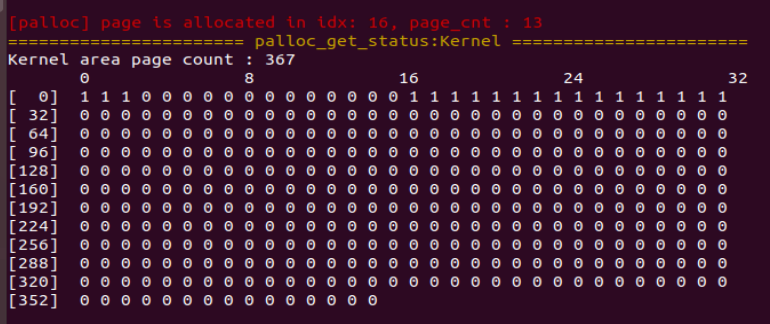 [palloc] page is allocated in idx: 16, page_cnt : 13
======================= palloc_get_status:Kernel =======================
Kernel area page count : 367
0 8 16 24 32
[  0] 1 1 1 0 0 0 0 0 0 0 0 0 0 0 0 0 1 1 1 1 1 1 1 1 1 1 1 1 1 1 1 1
[ 32] 0 0 0 0 0 0 0 0 0 0 0 0 0 0 0 0 0 0 0 0 0 0 0 0 0 0 0 0 0 0 0 0
[ 64] 0 0 0 0 0 0 0 0 0 0 0 0 0 0 0 0 0 0 0 0 0 0 0 0 0 0 0 0 0 0 0 0
[ 96] 0 0 0 0 0 0 0 0 0 0 0 0 0 0 0 0 0 0 0 0 0 0 0 0 0 0 0 0 0 0 0 0
[128] 0 0 0 0 0 0 0 0 0 0 0 0 0 0 0 0 0 0 0 0 0 0 0 0 0 0 0 0 0 0 0 0
[160] 0 0 0 0 0 0 0 0 0 0 0 0 0 0 0 0 0 0 0 0 0 0 0 0 0 0 0 0 0 0 0 0
[192] 0 0 0 0 0 0 0 0 0 0 0 0 0 0 0 0 0 0 0 0 0 0 0 0 0 0 0 0 0 0 0 0
[224] 0 0 0 0 0 0 0 0 0 0 0 0 0 0 0 0 0 0 0 0 0 0 0 0 0 0 0 0 0 0 0 0
[256] 0 0 0 0 0 0 0 0 0 0 0 0 0 0 0 0 0 0 0 0 0 0 0 0 0 0 0 0 0 0 0 0
[288] 0 0 0 0 0 0 0 0 0 0 0 0 0 0 0 0 0 0 0 0 0 0 0 0 0 0 0 0 0 0 0 0
[320] 0 0 0 0 0 0 0 0 0 0 0 0 0 0 0 0 0 0 0 0 0 0 0 0 0 0 0 0 0 0 0 0
[352] 0 0 0 0 0 0 0 0 0 0 0 0 0 0 0